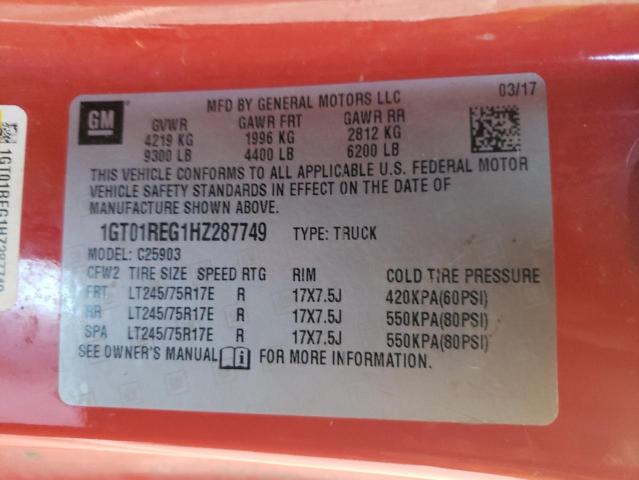 GM
MFD BY GENERAL MOTORS LLC
03/17
GVWR GAWR FRT GAWR RR
4219 KG 1996 KG 2812 KG
9300 LB 4400 LB 6200 LB
THIS VEHICLE CONFORMS TO ALL APPLICABLE U.S. FEDERAL MOTOR
VEHICLE SAFETY STANDARDS IN EFFECT ON THE DATE OF
MANUFACTURE SHOWN ABOVE.
1GT01REG1HZ287749 TYPE: TRUCK
MODEL: C25903
CFW2 TIRE SIZE SPEED RTG RIM COLD TIRE PRESSURE
FRT LT245/75R17E R 17X7.5J 420KPA(60PSI)
RR LT245/75R17E R 17X7.5J 550KPA(80PSI)
SPA LT245/75R17E R 17X7.5J 550KPA(80PSI)
SEE OWNER'S MANUAL i FOR MORE INFORMATION.
1GT01REG1HZ287749